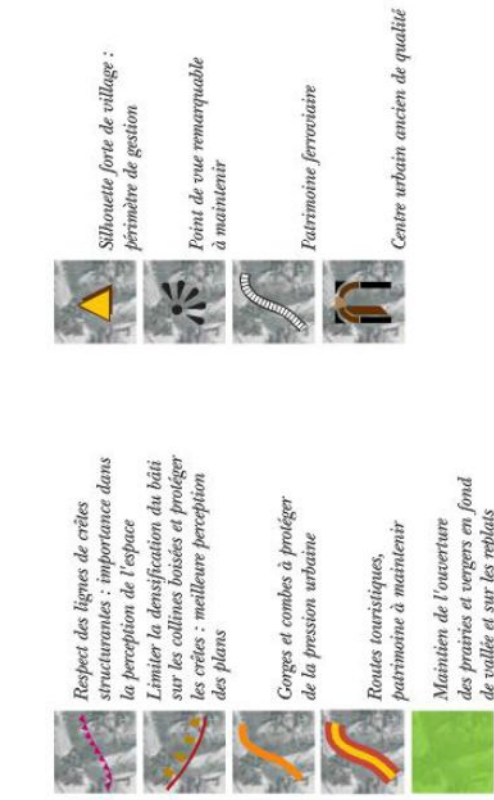 Respect des lignes de crêtes
structurantes : importance dans
la perception de l'espace
Limiter la densification du bâti
sur les collines boisées et protéger
les crêtes : meilleure perception
des plans
Gorges et combes à protéger
de la pression urbaine
Routes touristiques,
patrimoine à maintenir
Maintien de l'ouverture
des prairies et vergers en fond
de vallée et sur les replats
Silhouette forte de village :
périmètre de gestion
Point de vue remarquable
à maintenir
Patrimoine ferroviaire
Centre urbain ancien de qualité